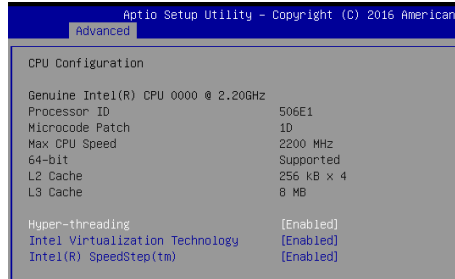 Aptio Setup Utility – Copyright (C) 2016 American
Advanced
CPU Configuration
Genuine Intel(R) CPU 0000 @ 2.20GHz
Processor ID 506E1
Microcode Patch 1D
Max CPU Speed 2200 MHz
64-bit Supported
L2 Cache 256 kB x 4
L3 Cache 8 MB
Hyper-threading [Enabled]
Intel Virtualization Technology [Enabled]
Intel(R) SpeedStep(tm) [Enabled]